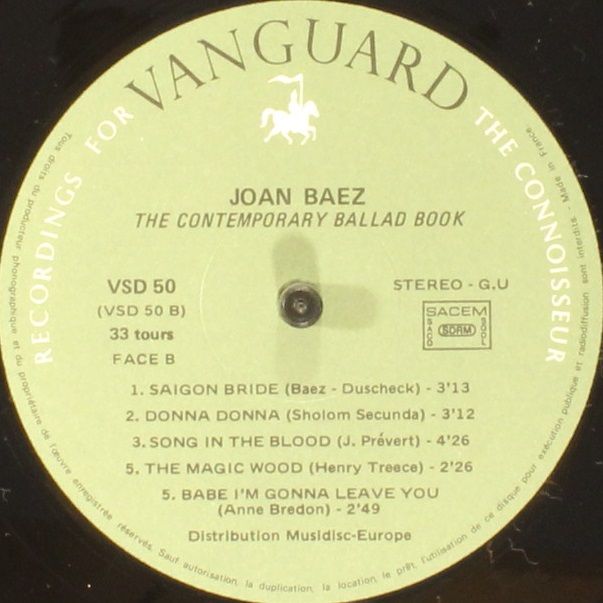 VANGUARD
RECORDINGS FOR THE CONNOISSEUR
JOAN BAEZ
THE CONTEMPORARY BALLAD BOOK
VSD 50
STEREO - G.U
(VSD 50 B)
33 tours
FACE B
SACEM
SACD
SDRM
SGDL
1. SAIGON BRIDE (Baez - Duscheck) - 3'13
2. DONNA DONNA (Sholom Secunda) - 3'12
3. SONG IN THE BLOOD (J. Prévert) - 4'26
5. THE MAGIC WOOD (Henry Treece) - 2'26
5. BABE I'M GONNA LEAVE YOU
(Anne Bredon) - 2'49
Distribution Musidisc-Europe
Tous droits du producteur phonographique et du propriétaire de l'œuvre enregistrée réservés. Sauf autorisation, la duplication, la location, le prêt, l'utilisation de ce disque pour exécution publique et radiodiffusion sont interdits - Made in France.